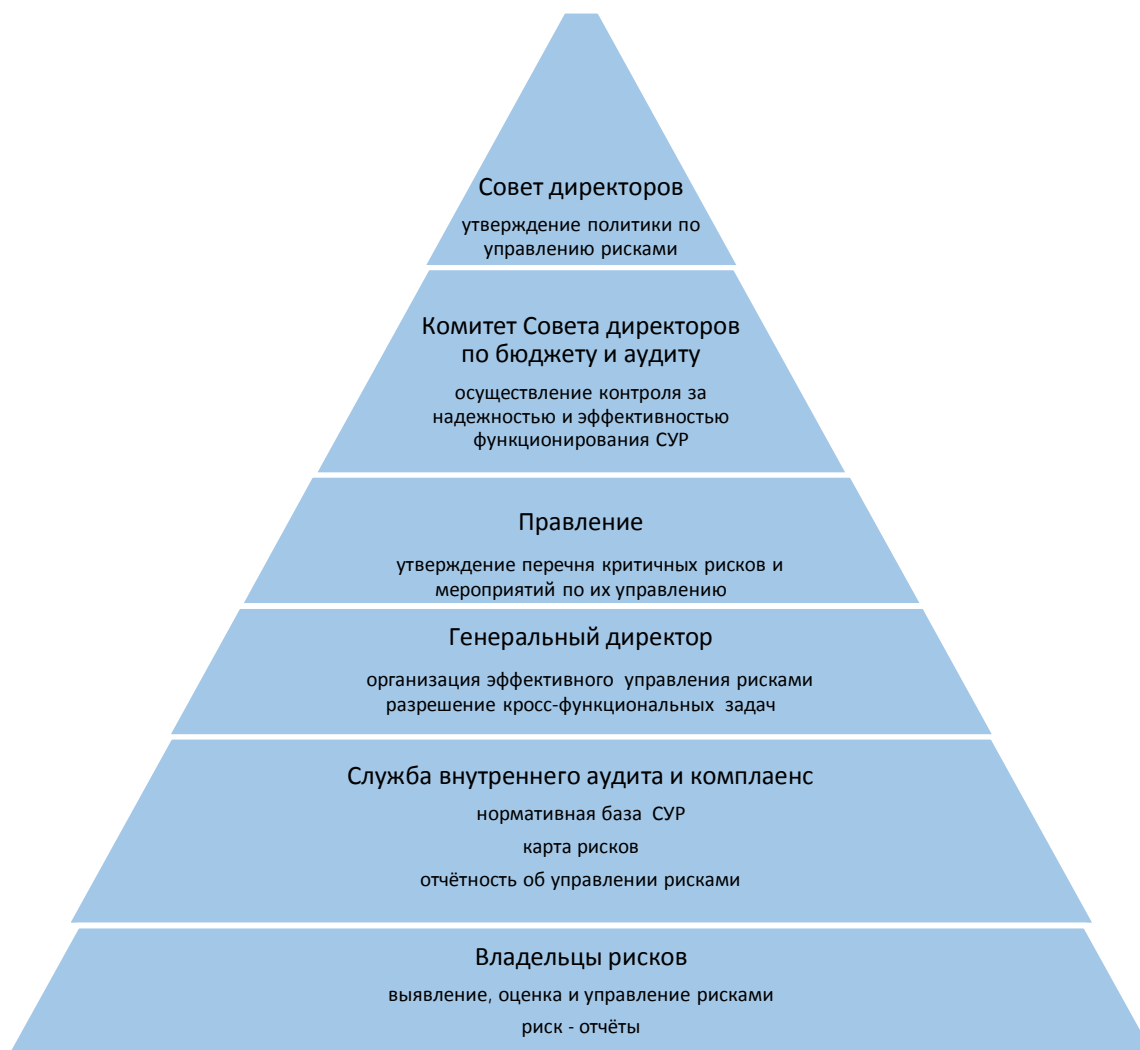 Совет директоров
утверждение политики по
управлению рисками
Комитет Совета директоров
по бюджету и аудиту
осуществление контроля за
надежностью и эффективностью
функционирования СУР
Правление
утверждение перечня критичных рисков и
мероприятий по их управлению
Генеральный директор
организация эффективного управления рисками
разрешение кросс-функциональных задач
Служба внутреннего аудита и комплаенс
нормативная база СУР
карта рисков
отчётность об управлении рисками
Владельцы рисков
выявление, оценка и управление рисками
риск - отчёты